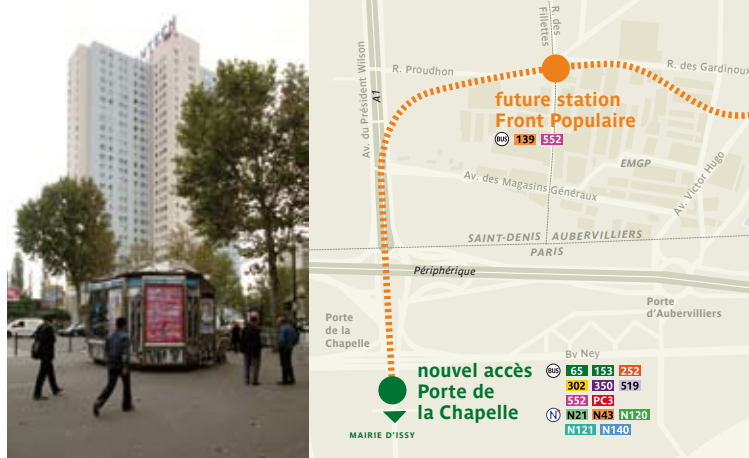 TECH
R. des
Fillettes
Av. du Président Wilson
A1
R. Proudhon
R. des Gardinoux
future station
Front Populaire
BUS 139 552
EMGP
Av. des Magasins Généraux
Av. Victor Hugo
SAINT-DENIS AUBERVILLIERS
PARIS
Périphérique
Porte
de la
Chapelle
Porte
d'Aubervilliers
Bv Ney
nouvel accès
Porte de
la Chapelle
MAIRIE D'ISSY
BUS 65 153 252
302 350 519
552 PC3
N N21 N43 N120
N121 N140